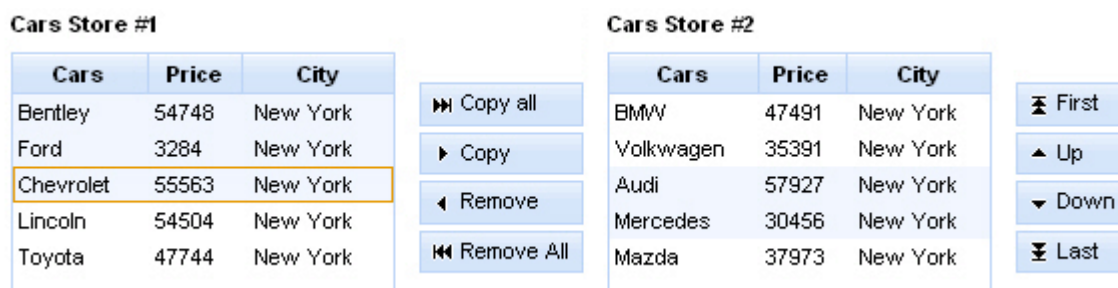 Cars Store #1
Cars Price City
Bentley 54748 New York
Ford 3284 New York
Chevrolet 55563 New York
Lincoln 54504 New York
Toyota 47744 New York
Copy all
Copy
Remove
Remove All
Cars Store #2
Cars Price City
BMW 47491 New York
Volkwagen 35391 New York
Audi 57927 New York
Mercedes 30456 New York
Mazda 37973 New York
First
Up
Down
Last